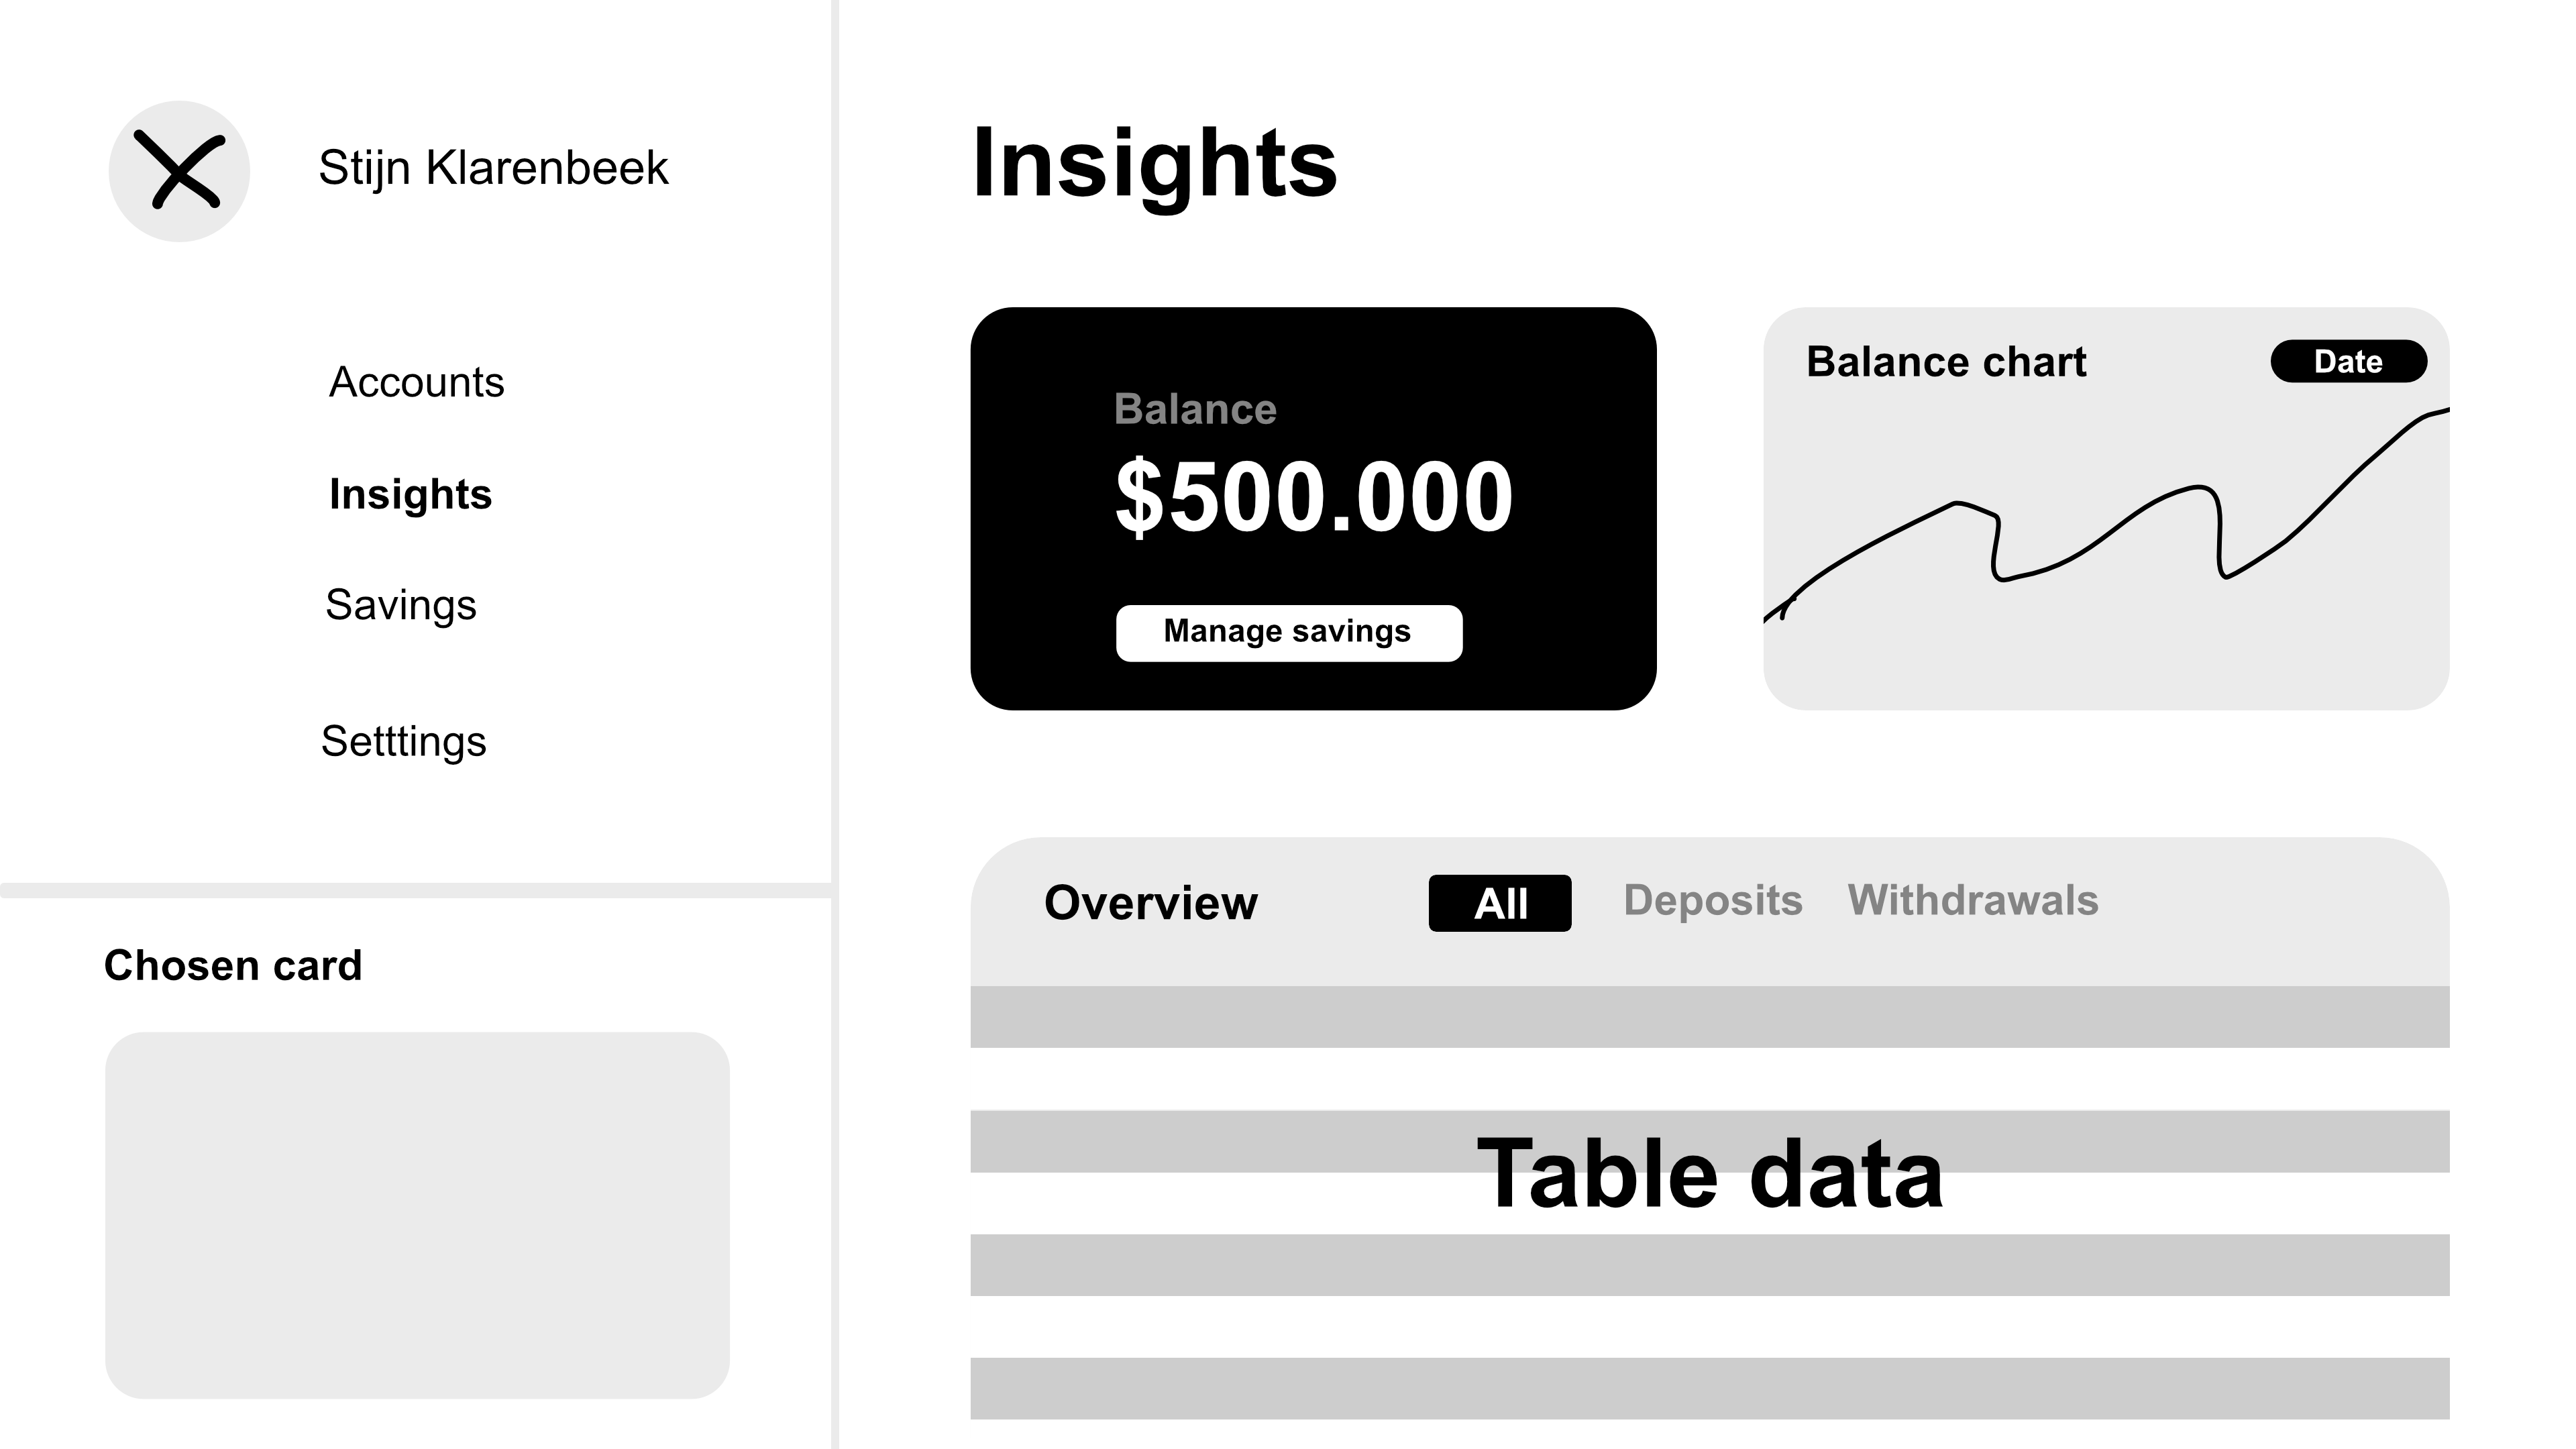 Stijn Klarenbeek
Accounts
Insights
Savings
Setttings
Chosen card
Insights
Balance
$500.000
Manage savings
Balance chart
Date
Overview
All
Deposits
Withdrawals
Table data